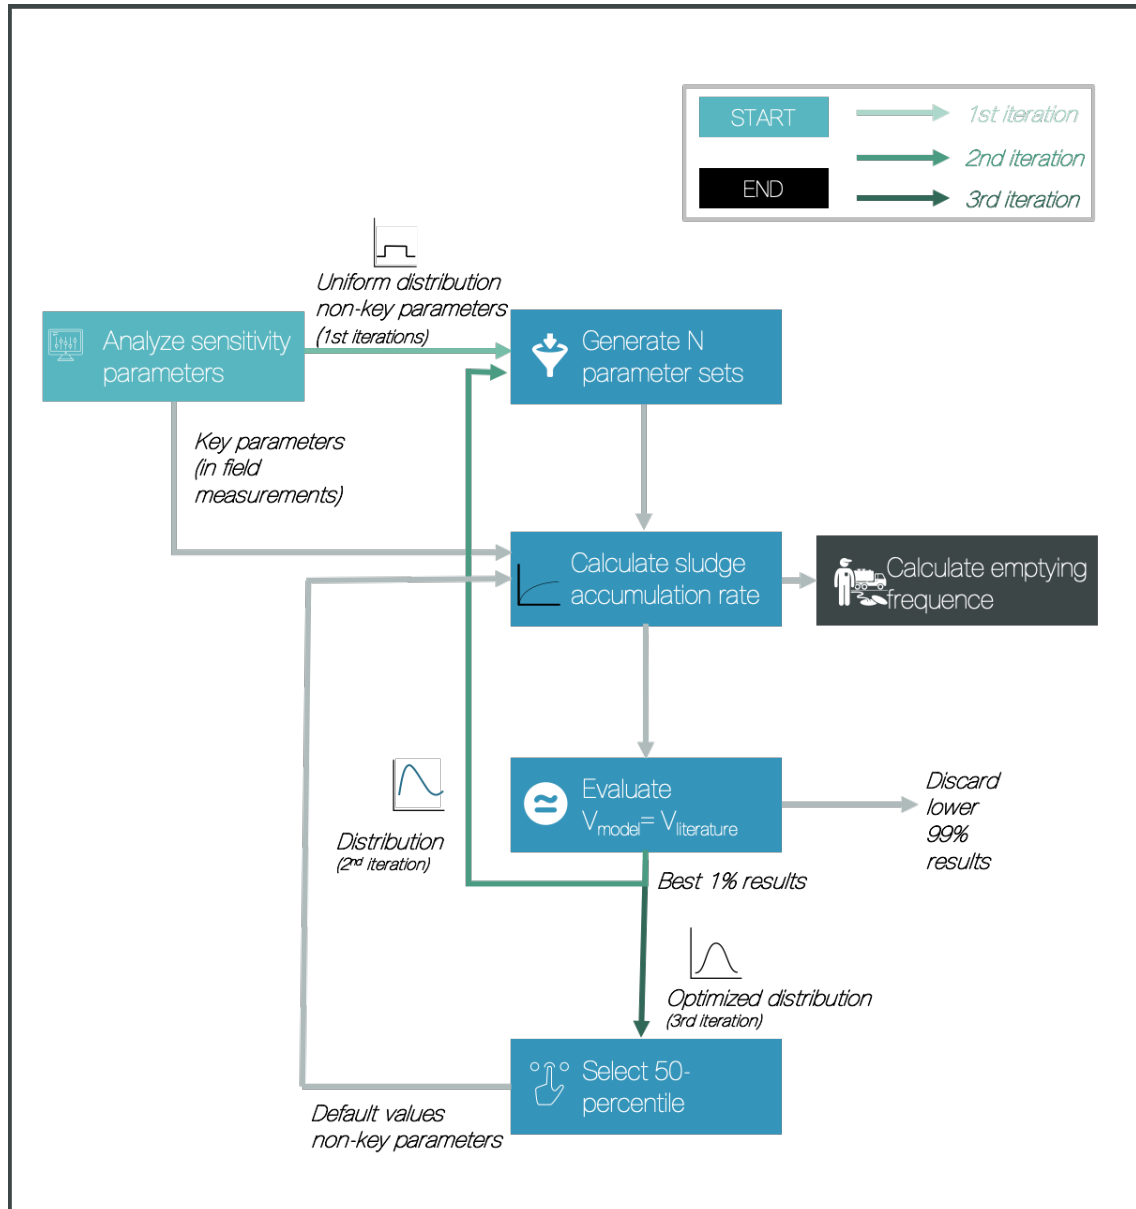 START
1st iteration
2nd iteration
END
3rd iteration
Uniform distribution
non-key parameters
(1st iterations)
Analyze sensitivity
parameters
Generate N
parameter sets
Key parameters
(in field
measurements)
Calculate sludge
accumulation rate
Calculate emptying
frequence
Evaluate
Vmodel= Vliterature
Discard
lower
99%
results
Distribution
(2nd iteration)
Best 1% results
Optimized distribution
(3rd iteration)
Select 50-
percentile
Default values
non-key parameters